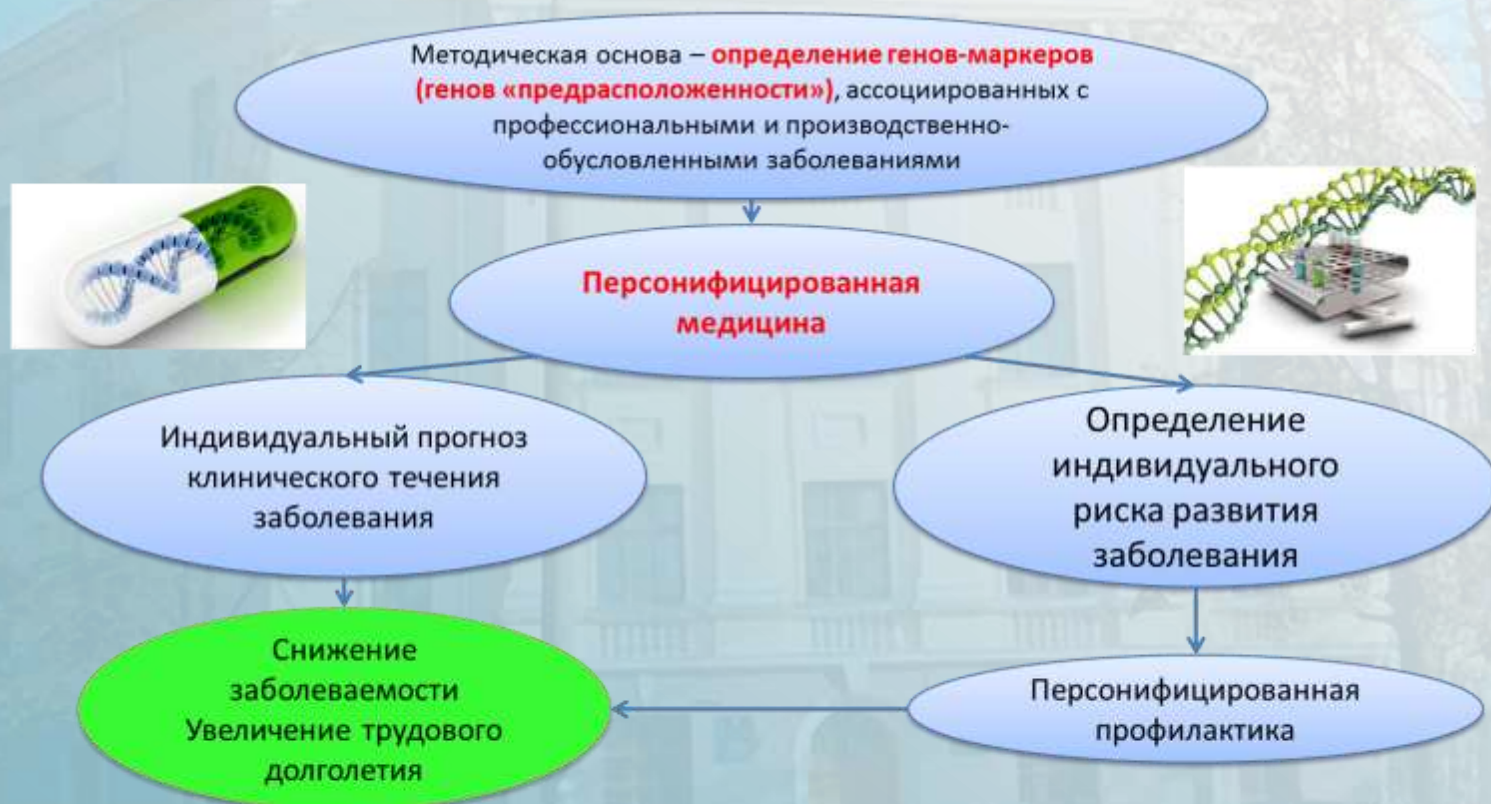 Методическая основа – определение генов-маркеров
(генов «предрасположенности»), ассоциированных с
профессиональными и производственно-
обусловленными заболеваниями
Персонифицированная
медицина
Индивидуальный прогноз
клинического течения
заболевания
Определение
индивидуального
риска развития
заболевания
Снижение
заболеваемости
Увеличение трудового
долголетия
Персонифицированная
профилактика